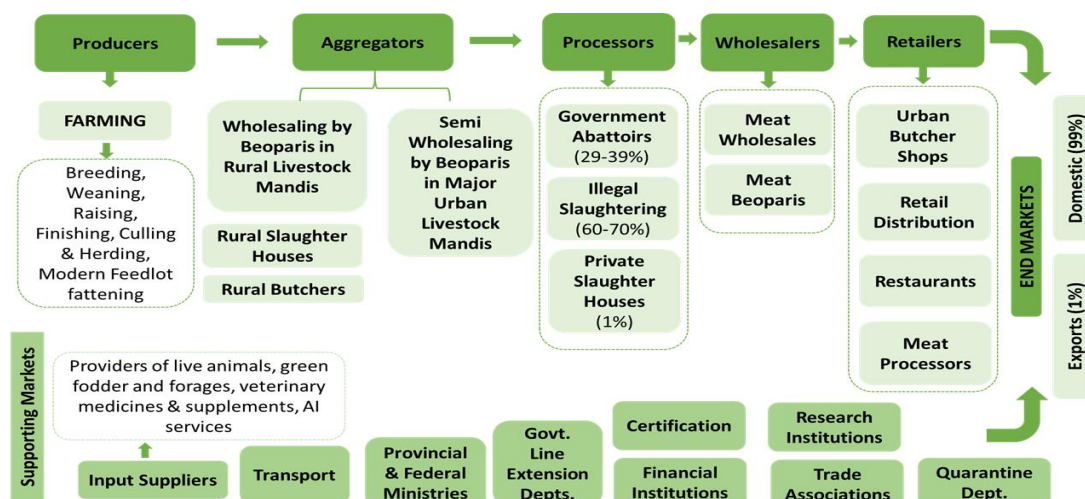 Producers
Aggregators
Processors
Wholesalers
Retailers
FARMING
Breeding,
Weaning,
Raising,
Finishing, Culling
& Herding,
Modern Feedlot
fattening
Wholesaling by
Beoparis in
Rural Livestock
Mandis
Rural Slaughter
Houses
Rural Butchers
Semi
Wholesaling
by Beoparis
in Major
Urban
Livestock
Mandis
Government
Abattoirs
(29-39%)
Illegal
Slaughtering
(60-70%)
Private
Slaughter
Houses
(1%)
Meat
Wholesales
Meat
Beoparis
Urban
Butcher
Shops
Retail
Distribution
Restaurants
Meat
Processors
END MARKETS
Domestic (99%)
Exports (1%)
Supporting Markets
Providers of live animals, green
fodder and forages, veterinary
medicines & supplements, AI
services
Input Suppliers
Transport
Provincial
& Federal
Ministries
Govt.
Line
Extension
Depts.
Certification
Financial
Institutions
Research
Institutions
Trade
Associations
Quarantine
Dept.